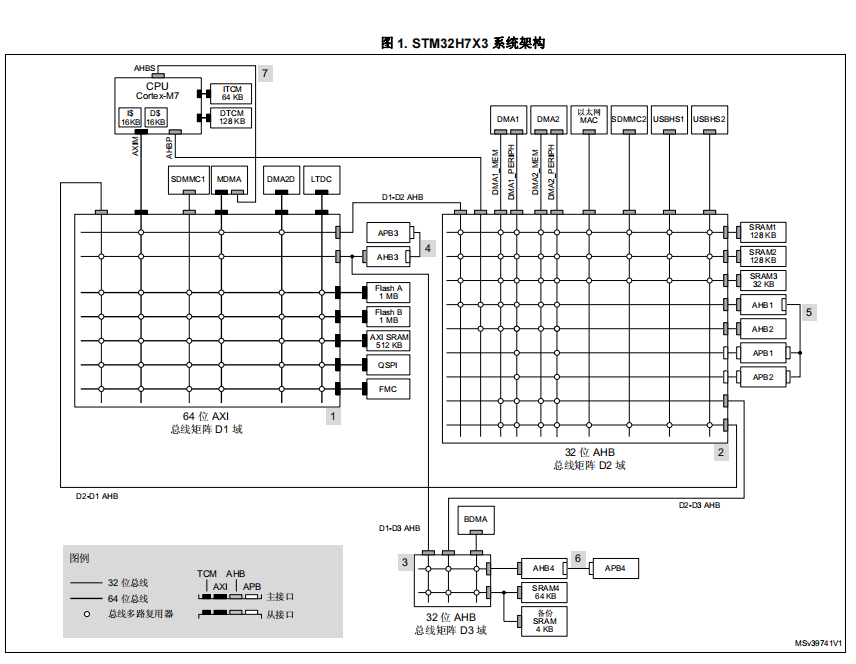 图 1. STM32H7X3 系统架构
AHBS
7
CPU
Cortex-M7
I$
16KB
D$
16KB
ITCM
64 KB
DTCM
128 KB
AXIM
AHBP
SDMMC1
MDMA
DMA2D
LTDC
DMA1
DMA2
以太网
MAC
SDMMC2
USBHS1
USBHS2
DMA1_MEM
DMA1_PERIPH
DMA2_MEM
DMA2_PERIPH
D1-D2 AHB
APB3
AHB3
4
Flash A
1 MB
Flash B
1 MB
AXI SRAM
512 KB
QSPI
FMC
64 位 AXI
总线矩阵 D1 域
1
SRAM1
128 KB
SRAM2
128 KB
SRAM3
32 KB
AHB1
5
AHB2
APB1
APB2
32 位 AHB
总线矩阵 D2 域
2
D2-D1 AHB
D2-D3 AHB
D1-D3 AHB
BDMA
3
AHB4
6
APB4
SRAM4
64 KB
备份
SRAM
4 KB
32 位 AHB
总线矩阵 D3 域
图例
32 位总线
64 位总线
总线多路复用器
TCM AHB
AXI APB
主接口
从接口
MSv39741V1